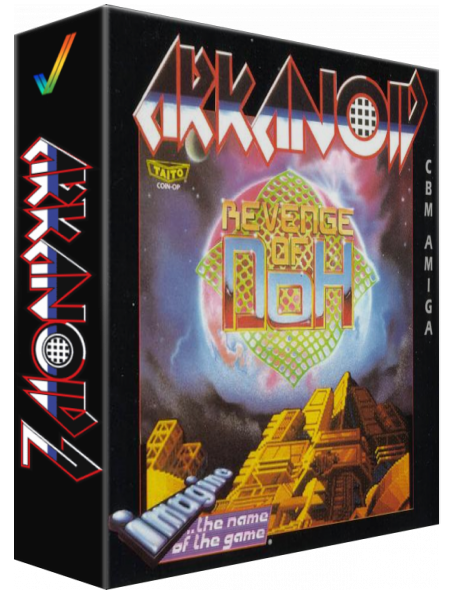 ARKANOID
TAITO
COIN-OP
REVENGE
OF
DOH
CBM AMIGA
imagine
...the name
of the game
®
ARKANOID 2